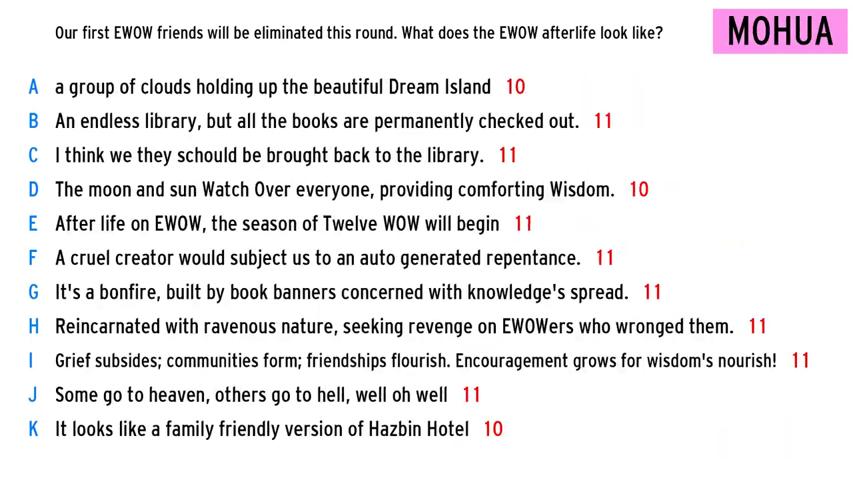 Our first EWOW friends will be eliminated this round. What does the EWOW afterlife look like?
MOHUA
A a group of clouds holding up the beautiful Dream Island 10
B An endless library, but all the books are permanently checked out. 11
C I think we they schould be brought back to the library. 11
D The moon and sun Watch Over everyone, providing comforting Wisdom. 10
E After life on EWOW, the season of Twelve WOW will begin 11
F A cruel creator would subject us to an auto generated repentance. 11
G It's a bonfire, built by book banners concerned with knowledge's spread. 11
H Reincarnated with ravenous nature, seeking revenge on EWOWers who wronged them. 11
I Grief subsides; communities form; friendships flourish. Encouragement grows for wisdom's nourish! 11
J Some go to heaven, others go to hell, well oh well 11
K It looks like a family friendly version of Hazbin Hotel 10